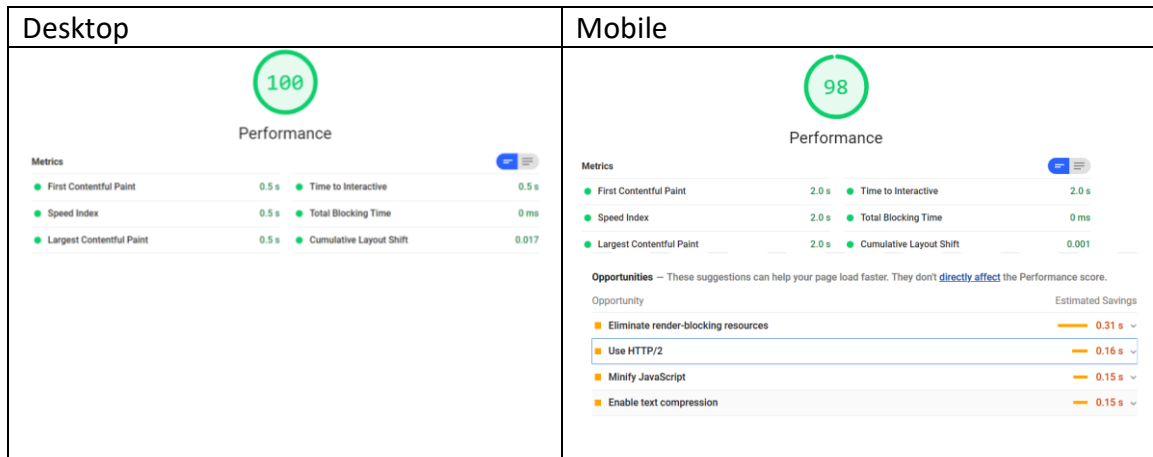 Desktop
Mobile
100
Performance
Metrics
First Contentful Paint 0.5 s Time to Interactive 0.5 s
Speed Index 0.5 s Total Blocking Time 0 ms
Largest Contentful Paint 0.5 s Cumulative Layout Shift 0.017
98
Performance
Metrics
First Contentful Paint 2.0 s Time to Interactive 2.0 s
Speed Index 2.0 s Total Blocking Time 0 ms
Largest Contentful Paint 2.0 s Cumulative Layout Shift 0.001
Opportunities — These suggestions can help your page load faster. They don't directly affect the Performance score.
Opportunity Estimated Savings
Eliminate render-blocking resources 0.31 s
Use HTTP/2 0.16 s
Minify JavaScript 0.15 s
Enable text compression 0.15 s